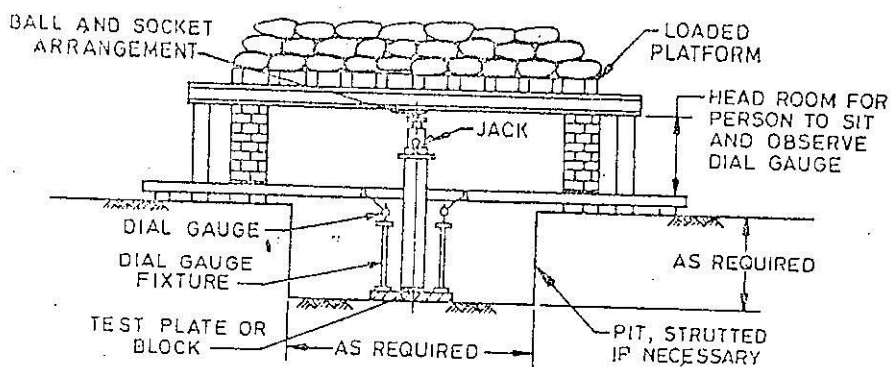 BALL AND SOCKET
ARRANGEMENT
LOADED
PLATFORM
HEAD ROOM FOR
PERSON TO SIT
AND OBSERVE
DIAL GAUGE
JACK
DIAL GAUGE
DIAL GAUGE
FIXTURE
AS REQUIRED
TEST PLATE OR
BLOCK
AS REQUIRED
PIT, STRUTTED
IF NECESSARY